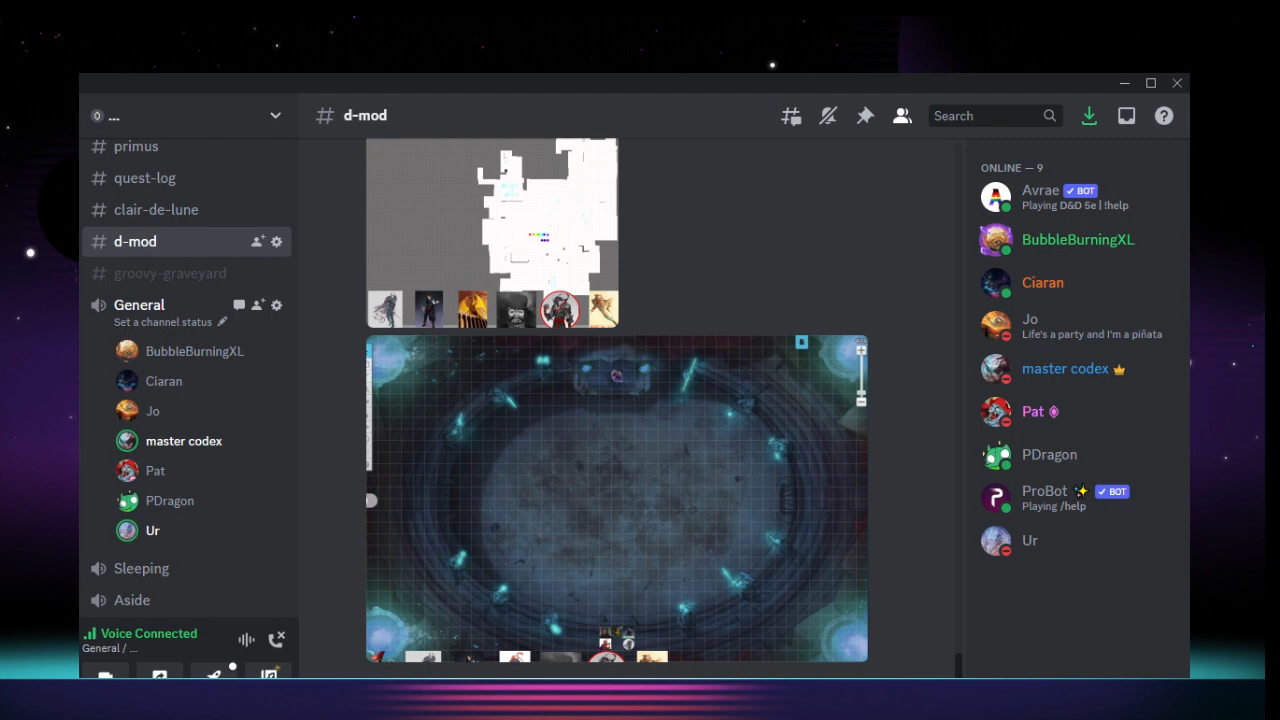 ...
d-mod
Search
primus
quest-log
clair-de-lune
d-mod
groovy-graveyard
General
Set a channel status
BubbleBurningXL
Ciaran
Jo
master codex
Pat
PDragon
Ur
Sleeping
Aside
Voice Connected
General / ...
ONLINE — 9
Avrae BOT
Playing D&D 5e | !help
BubbleBurningXL
Ciaran
Jo
Life's a party and I'm a piñata
master codex
Pat
PDragon
ProBot BOT
Playing /help
Ur